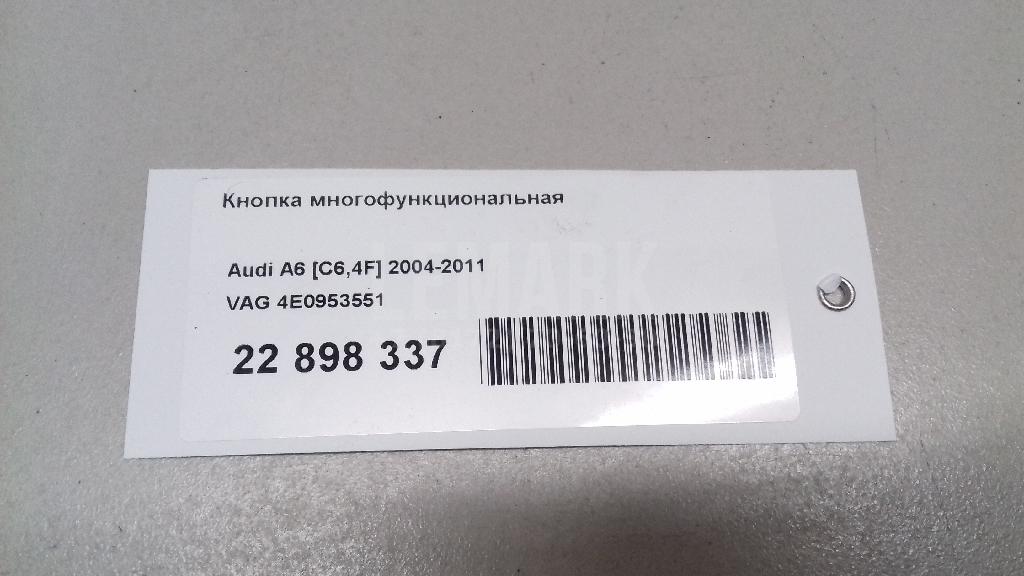 Кнопка многофункциональная
Audi A6 [C6,4F] 2004-2011
VAG 4E0953551
22 898 337
LEMARK